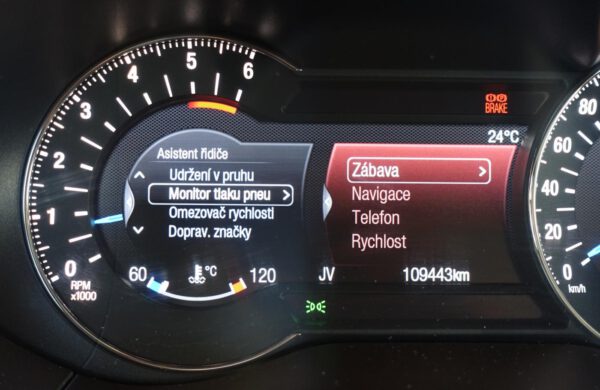 5
6
4
3
2
1
0
RPM
x1000
Asistent řidiče
Udržení v pruhu
Monitor tlaku pneu
Omezovač rychlosti
Doprav. značky
60 °C 120
BRAKE
24°C
Zábava
Navigace
Telefon
Rychlost
JV 109443km
80
60
40
20
0
km/h